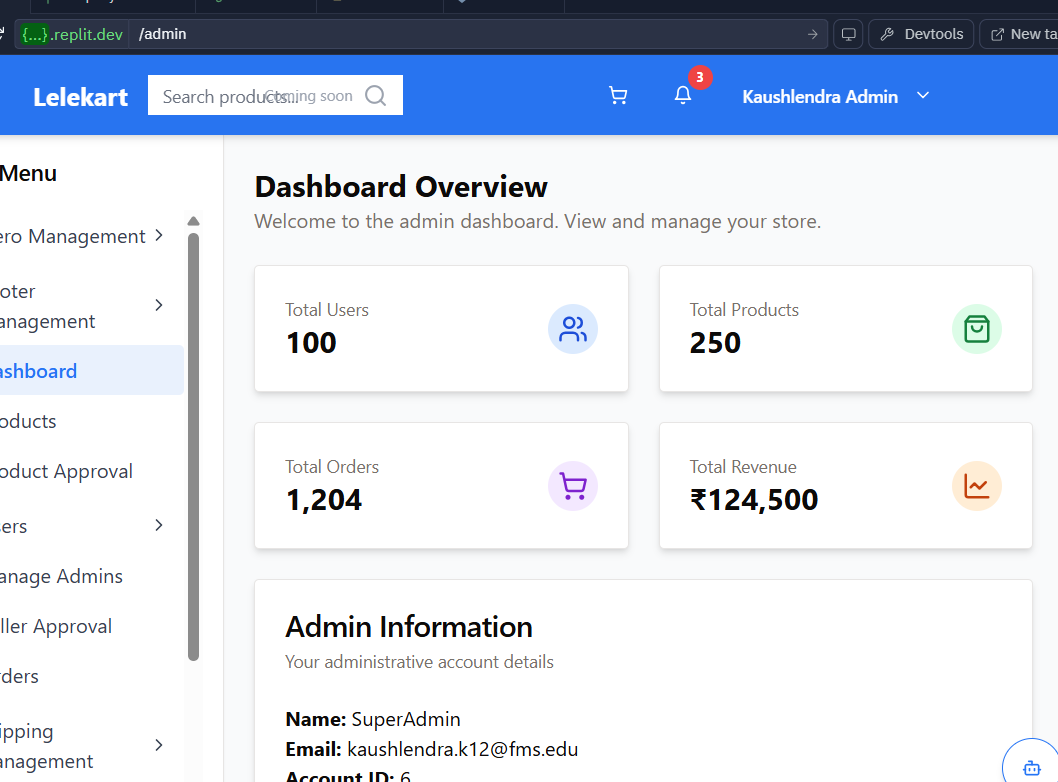 {...}.replit.dev /admin
Devtools
New ta
Lelekart
Search products...
Coming soon
3
Kaushlendra Admin
Menu
ero Management
oter
anagement
ashboard
oducts
oduct Approval
ers
anage Admins
ller Approval
ders
ipping
anagement
Dashboard Overview
Welcome to the admin dashboard. View and manage your store.
Total Users
100
Total Products
250
Total Orders
1,204
Total Revenue
₹124,500
Admin Information
Your administrative account details
Name: SuperAdmin
Email: kaushlendra.k12@fms.edu
Account ID: 6